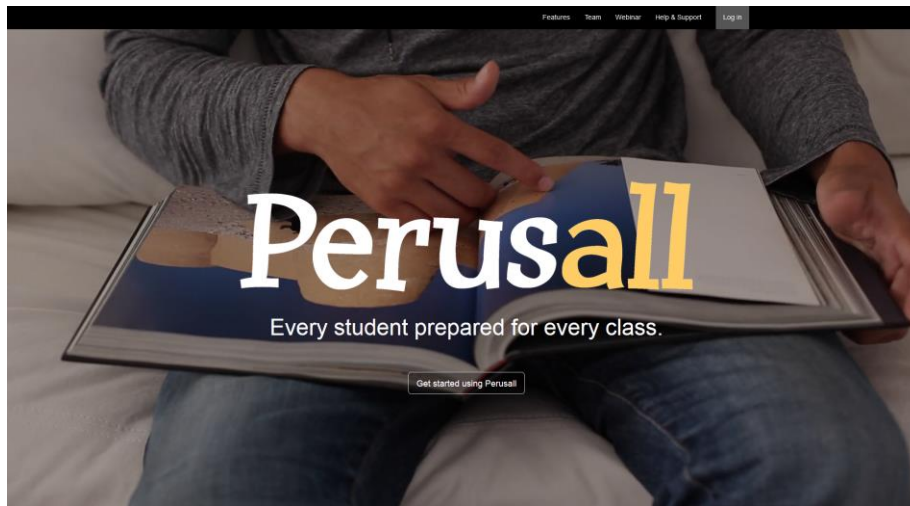 Features Team Webinar Help & Support Log in
Perusall
Every student prepared for every class.
Get started using Perusall